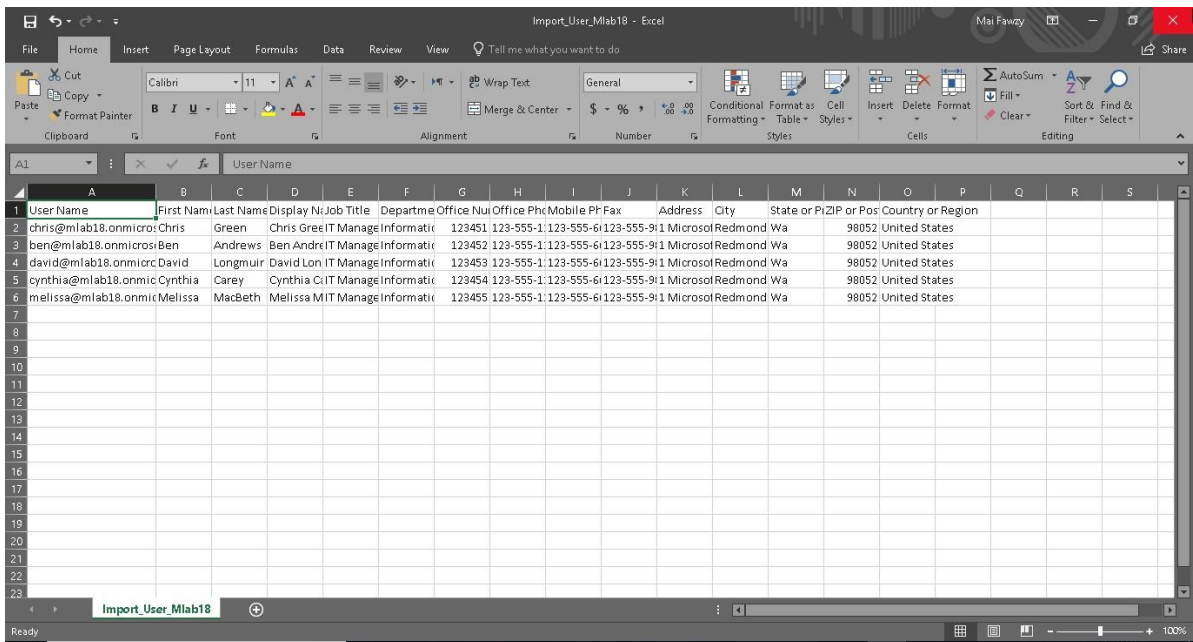 Import_User_Mlab18 - Excel
Mai Fawzy
File Home Insert Page Layout Formulas Data Review View Tell me what you want to do Share
Paste
Cut
Copy
Format Painter
Clipboard
Calibri 11
B I U
Font
Wrap Text
Merge & Center
Alignment
General
$ % ,
Number
Conditional Formatting
Format as Table
Cell Styles
Styles
Insert Delete Format
Cells
AutoSum
Fill
Clear
Sort & Filter
Find & Select
Editing
A1 fx User Name
A B C D E F G H I J K L M N O P Q R S
1 User Name First Nam Last Name Display Na Job Title Departme Office Nu Office Pho Mobile Ph Fax Address City State or P ZIP or Pos Country or Region
2 chris@mlab18.onmicros Chris Green Chris Gree IT Manage Informatio 123451 123-555-1 123-555-6 123-555-9 1 Microsof Redmond Wa 98052 United States
3 ben@mlab18.onmicros Ben Andrews Ben Andre IT Manage Informatio 123452 123-555-1 123-555-6 123-555-9 1 Microsof Redmond Wa 98052 United States
4 david@mlab18.onmicro David Longmuir David Lon IT Manage Informatio 123453 123-555-1 123-555-6 123-555-9 1 Microsof Redmond Wa 98052 United States
5 cynthia@mlab18.onmic Cynthia Carey Cynthia C IT Manage Informatio 123454 123-555-1 123-555-6 123-555-9 1 Microsof Redmond Wa 98052 United States
6 melissa@mlab18.onmic Melissa MacBeth Melissa M IT Manage Informatio 123455 123-555-1 123-555-6 123-555-9 1 Microsof Redmond Wa 98052 United States
7
8
9
10
11
12
13
14
15
16
17
18
19
20
21
22
23
Import_User_Mlab18
Ready 100%